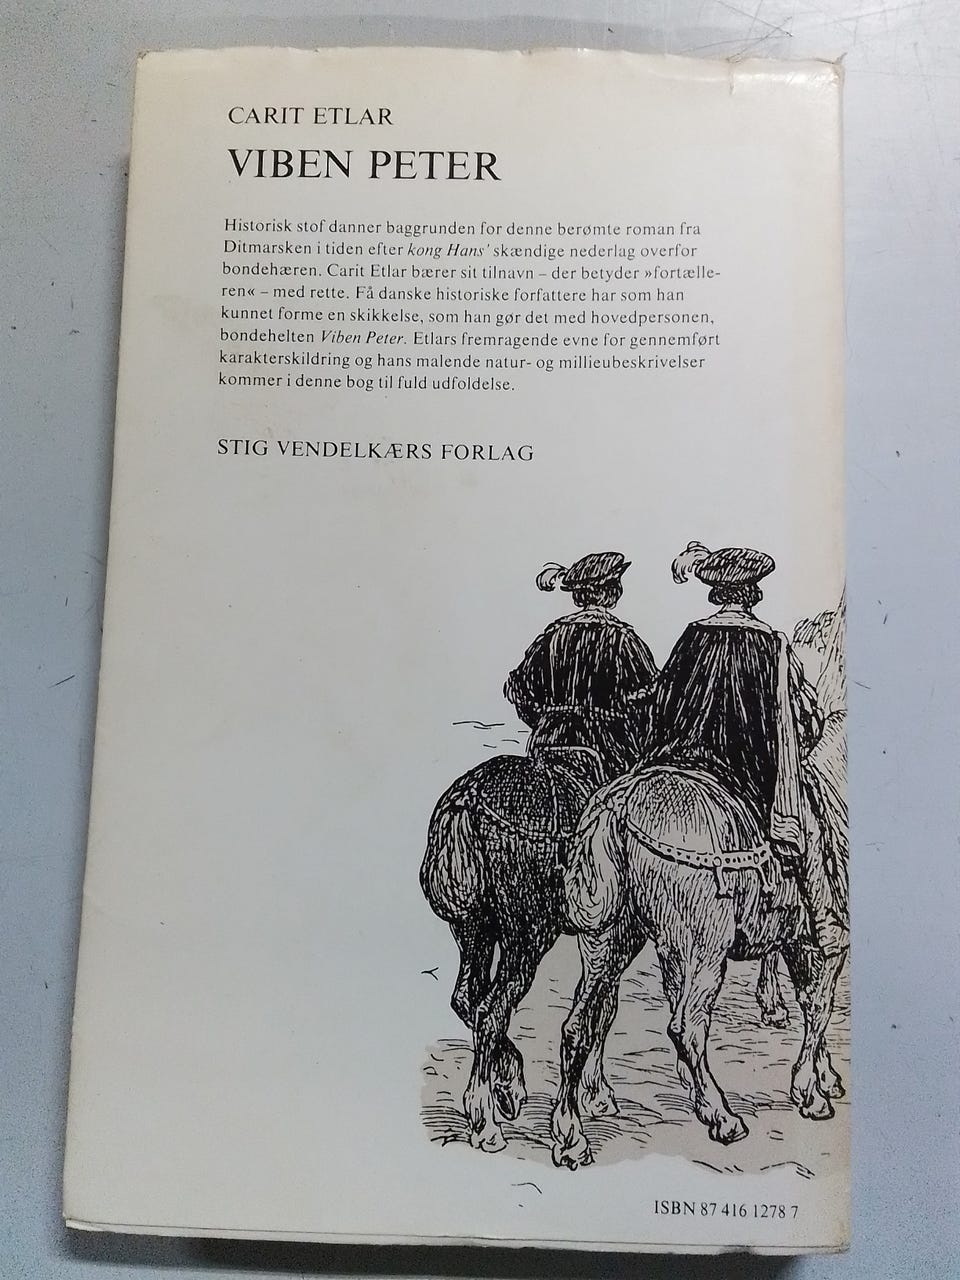 CARIT ETLAR
VIBEN PETER
Historisk stof danner baggrunden for denne berømte roman fra
Ditmarsken i tiden efter kong Hans' skændige nederlag overfor
bondehæren. Carit Etlar bærer sit tilnavn – der betyder »fortælle-
ren« – med rette. Få danske historiske forfattere har som han
kunnet forme en skikkelse, som han gør det med hovedpersonen,
bondehelten Viben Peter. Etlars fremragende evne for gennemført
karakterskildring og hans malende natur- og millieubeskrivelser
kommer i denne bog til fuld udfoldelse.
STIG VENDELKÆRS FORLAG
ISBN 87 416 1278 7